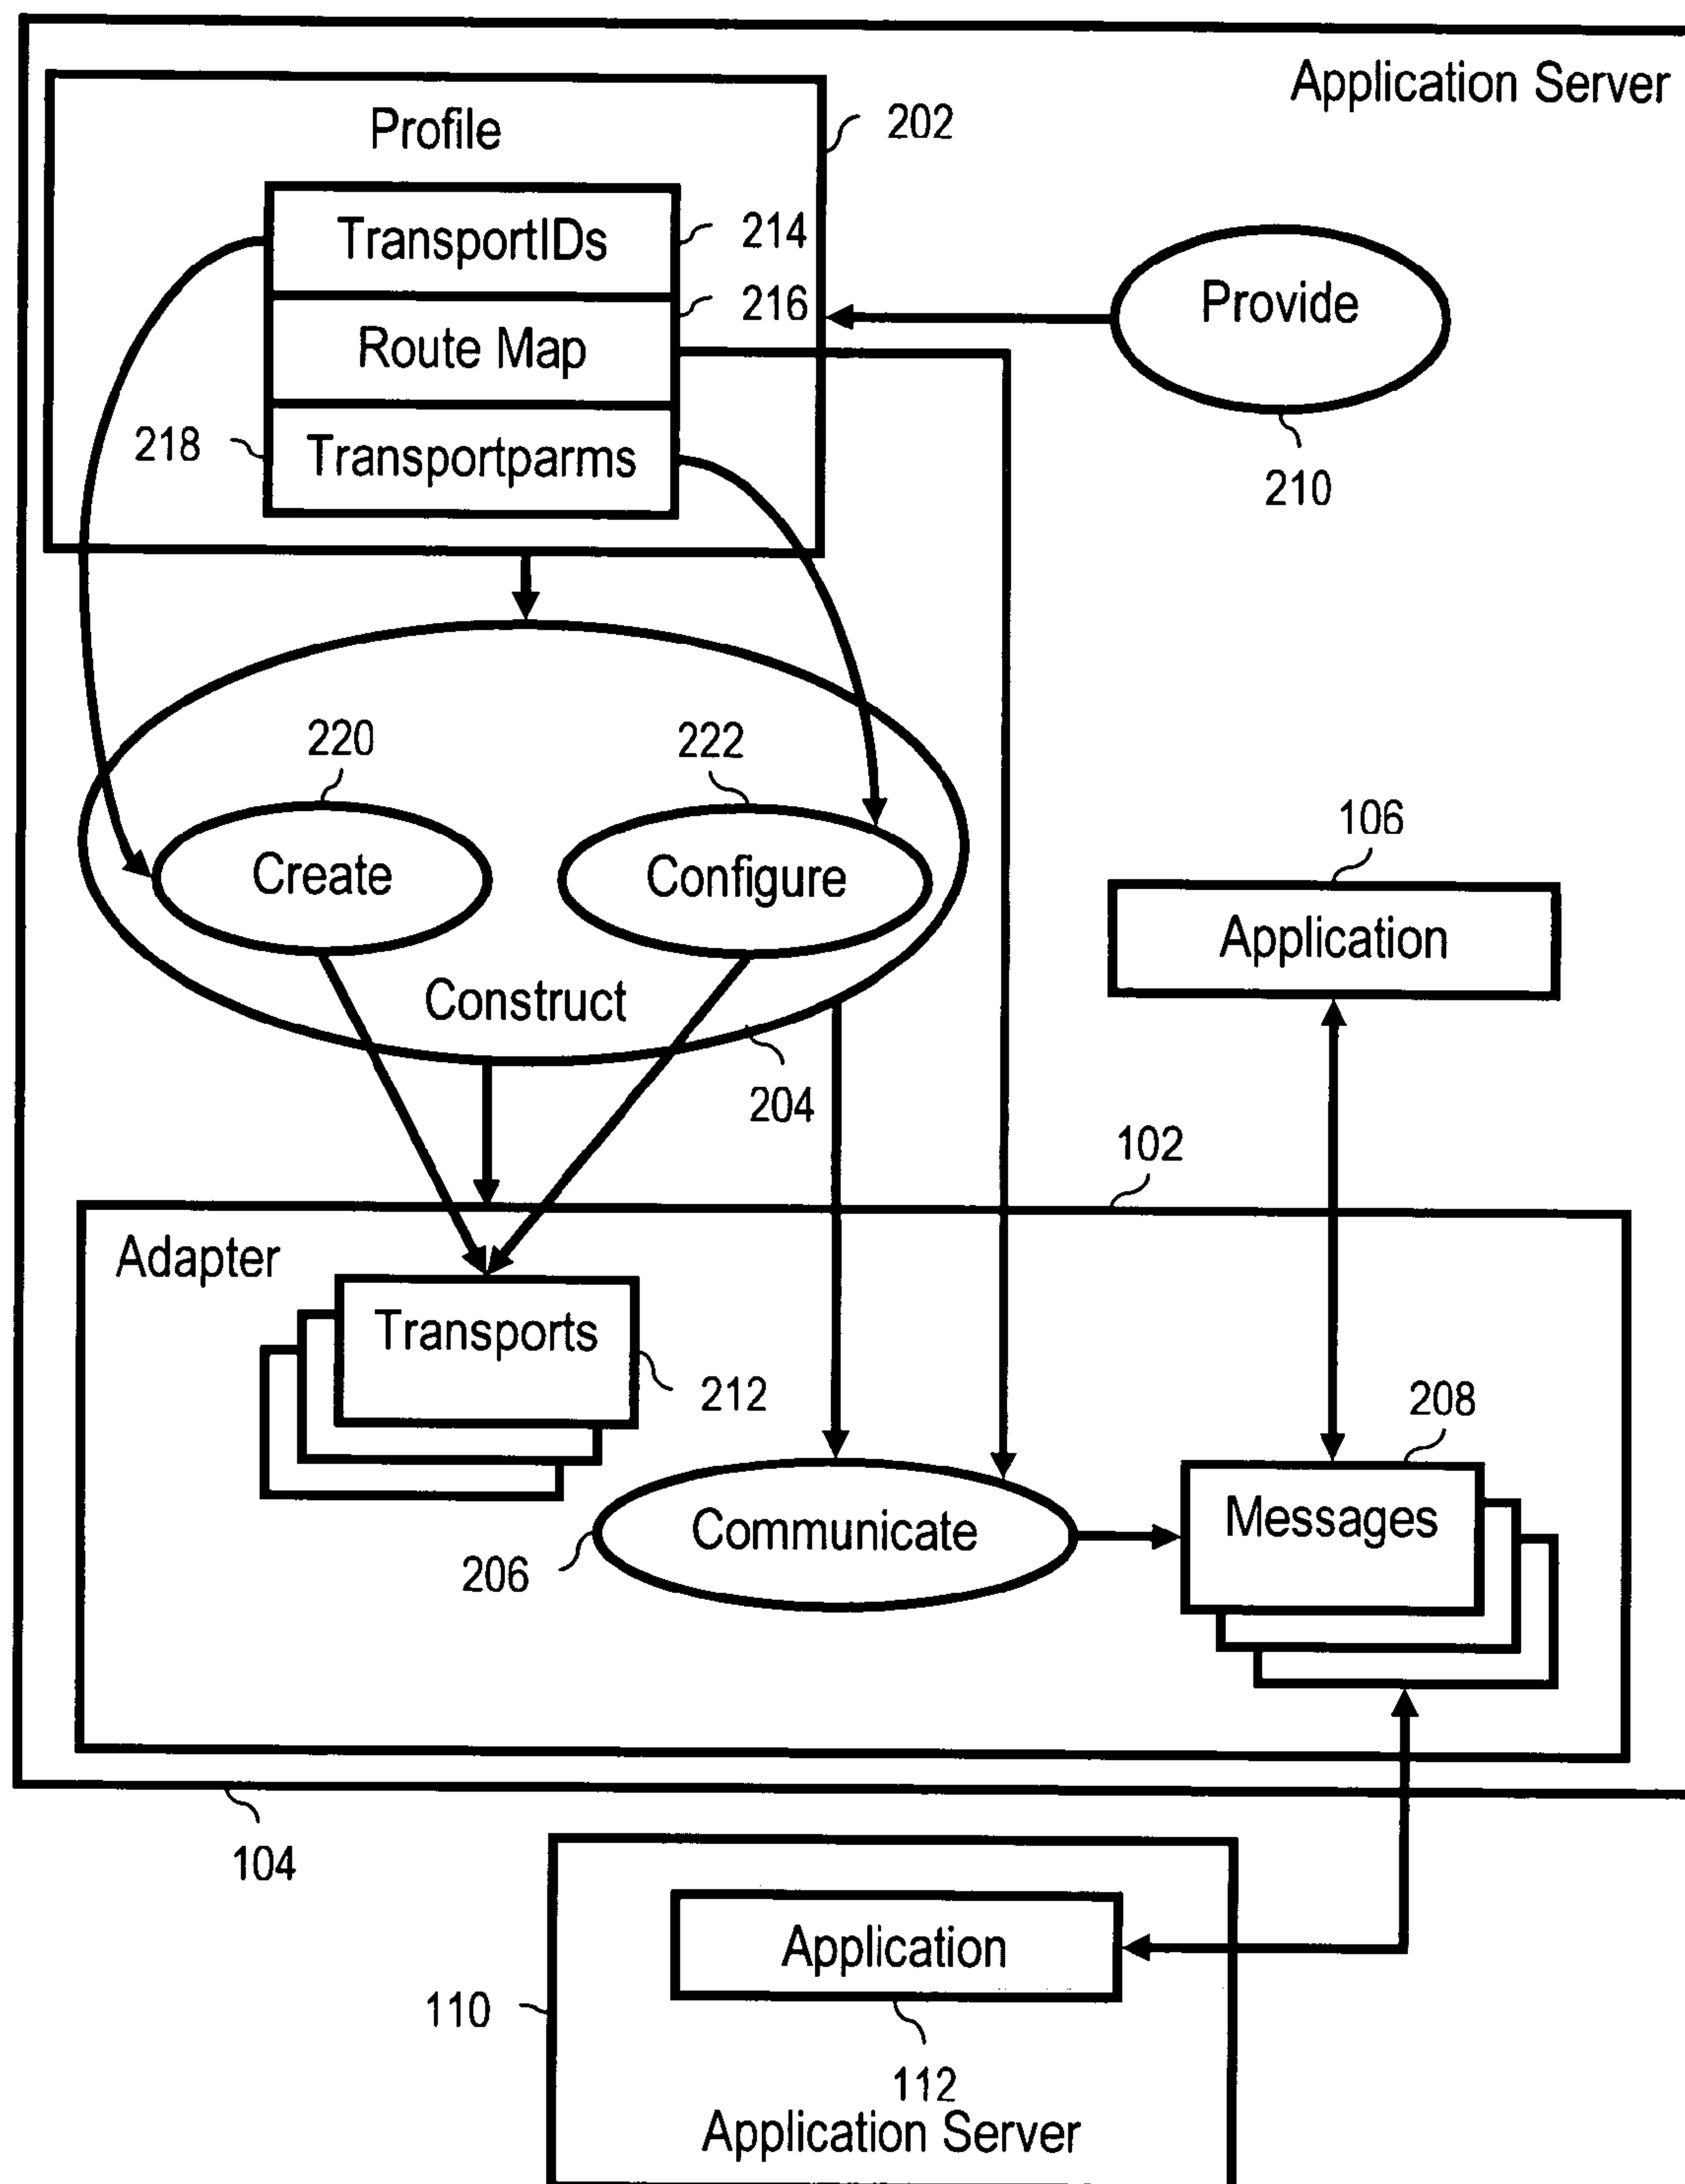 Application Server
Profile
202
TransportIDs
214
216
Route Map
Provide
218
Transportparms
210
220
222
Create
Configure
106
Application
Construct
204
102
Adapter
Transports
212
208
Messages
Communicate
206
104
Application
110
112
Application Server